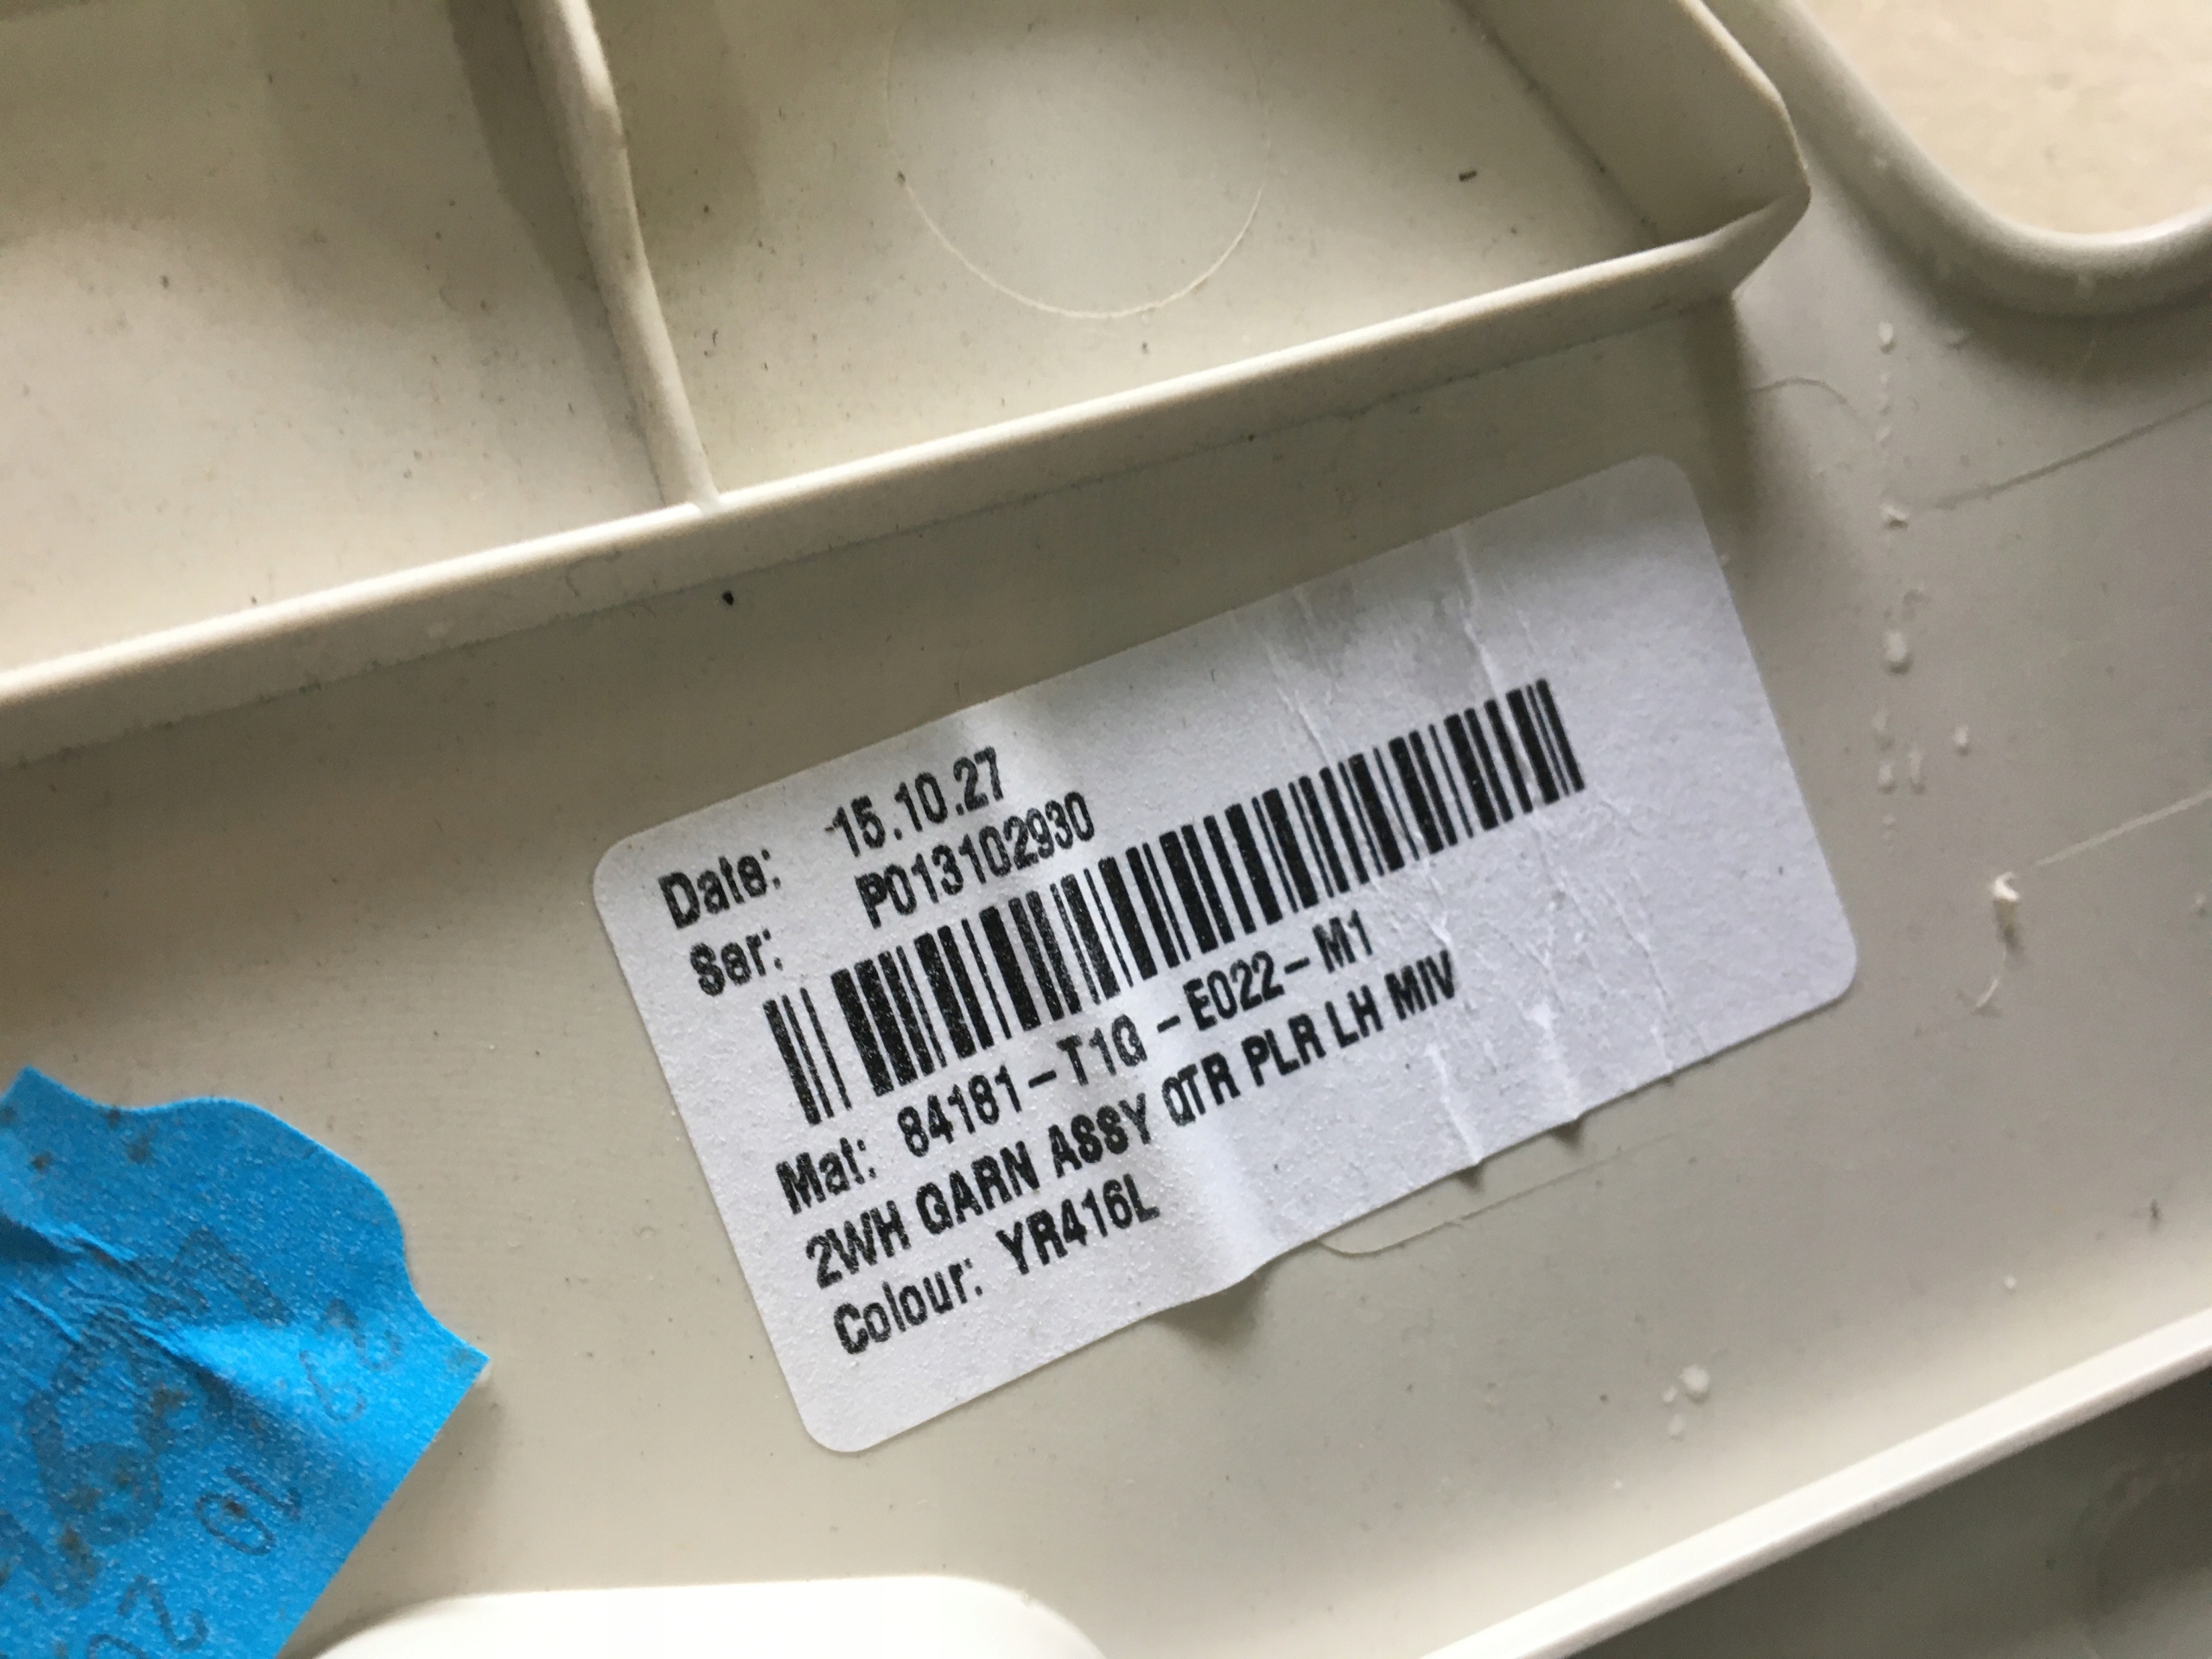 Date: 15.10.27
Ser: P013102930
Mat: 84181-T1G-E022-M1
2WH GARN ASSY QTR PLR LH MIV
Colour: YR416L
10